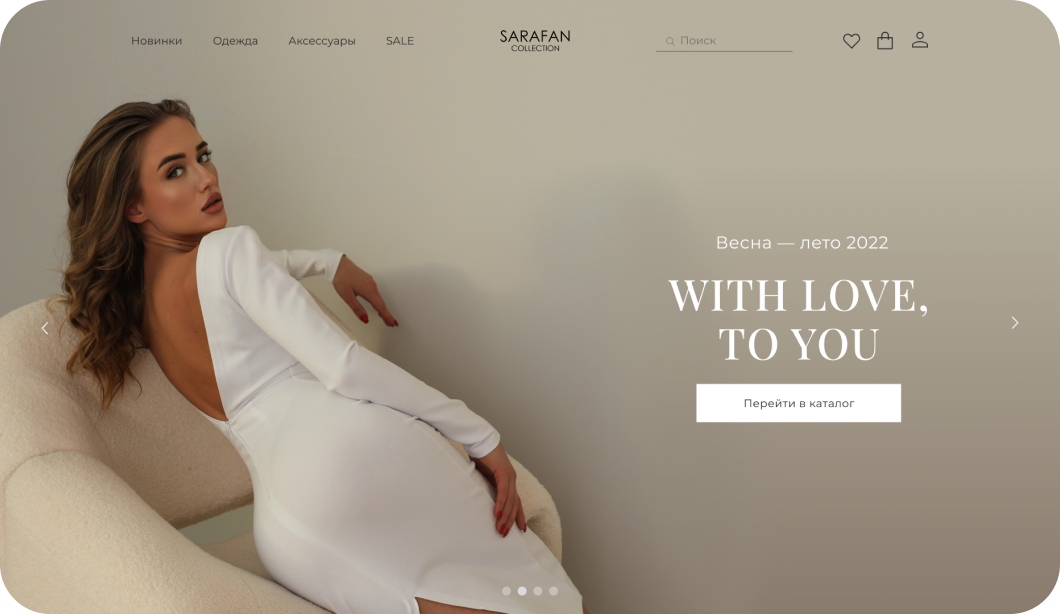 Новинки Одежда Аксессуары SALE
SARAFAN
COLLECTION
Поиск
Весна — лето 2022
WITH LOVE,
TO YOU
Перейти в каталог